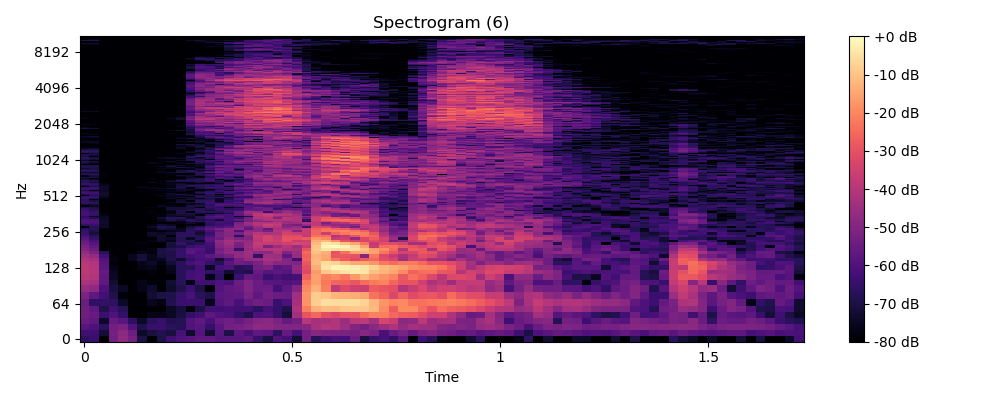 Spectrogram (6)
8192
4096
2048
1024
512
256
128
64
0
Hz
0
0.5
1
1.5
Time
+0 dB
-10 dB
-20 dB
-30 dB
-40 dB
-50 dB
-60 dB
-70 dB
-80 dB